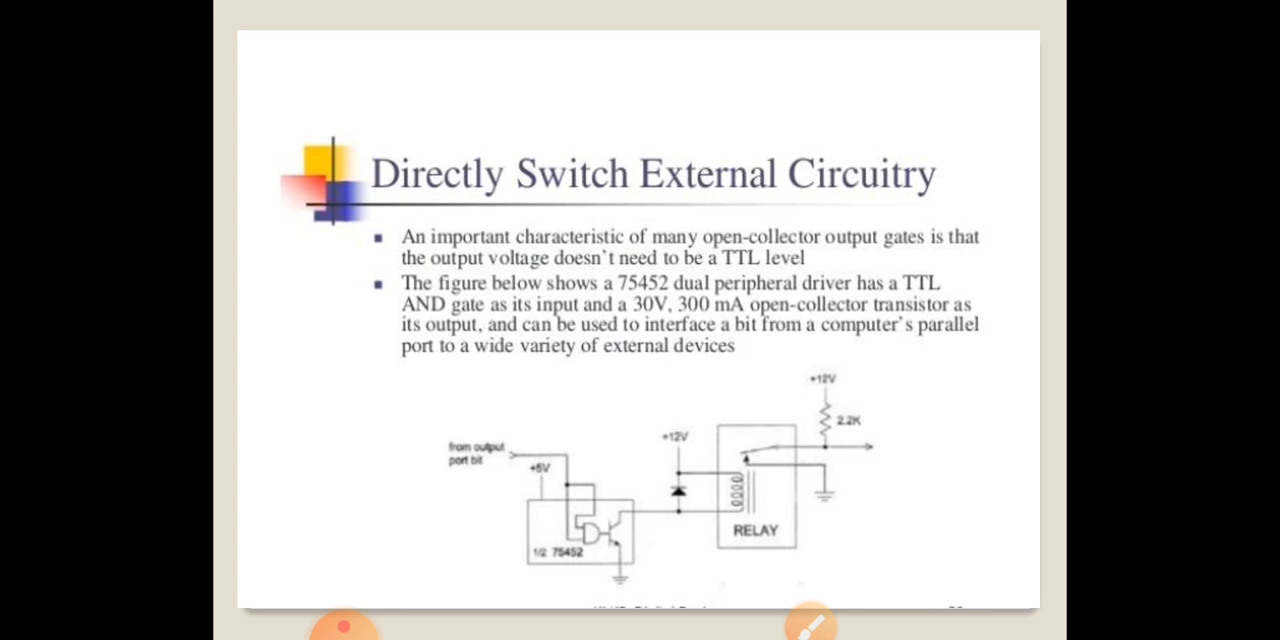 Directly Switch External Circuitry
An important characteristic of many open-collector output gates is that
the output voltage doesn't need to be a TTL level
The figure below shows a 75452 dual peripheral driver has a TTL
AND gate as its input and a 30V, 300 mA open-collector transistor as
its output, and can be used to interface a bit from a computer's parallel
port to a wide variety of external devices
+12V
2.2K
+12V
from output
port bit
+5V
RELAY
1/2 75452